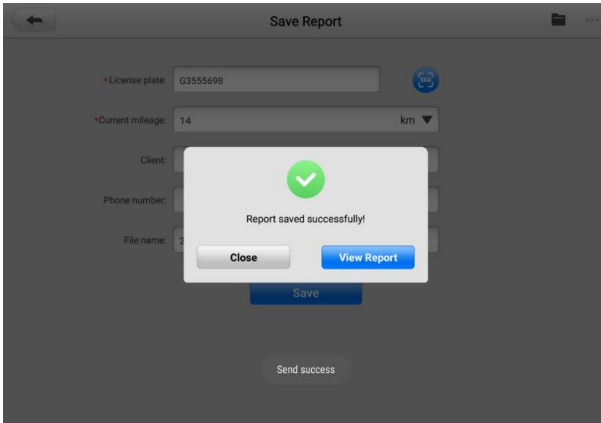 Save Report
*License plate: G3555698
*Current mileage: 14 km
Client:
Phone number:
File name: 2
Report saved successfully!
Close View Report
Save
Send success